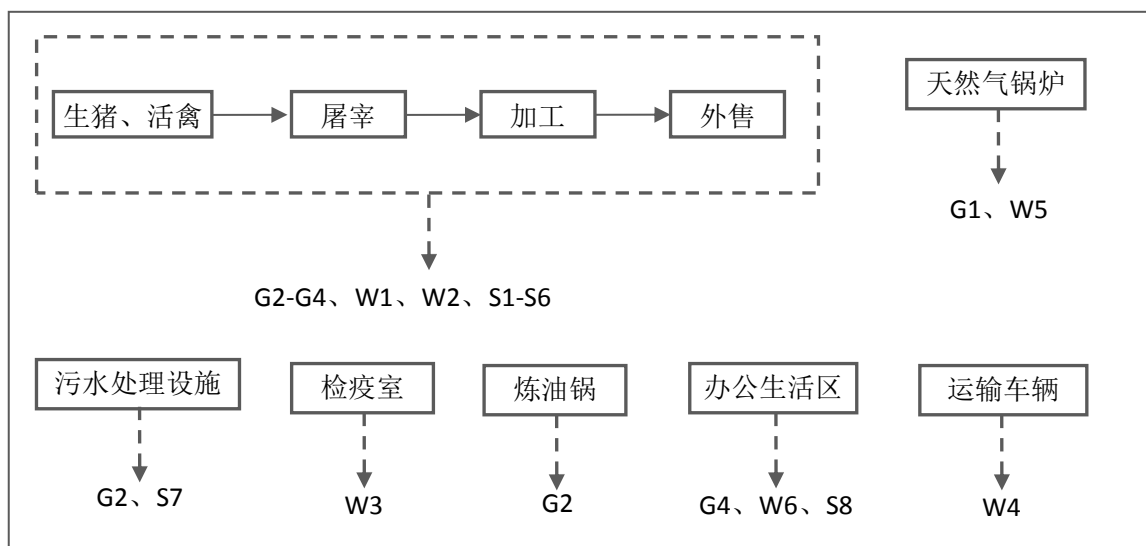 生猪、活禽
屠宰
加工
外售
天然气锅炉
G1、W5
G2-G4、W1、W2、S1-S6
污水处理设施
检疫室
炼油锅
办公生活区
运输车辆
G2、S7
W3
G2
G4、W6、S8
W4